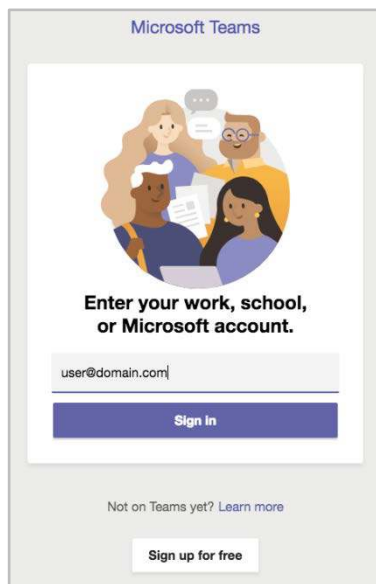 Microsoft Teams
Enter your work, school,
or Microsoft account.
user@domain.com
Sign in
Not on Teams yet? Learn more
Sign up for free